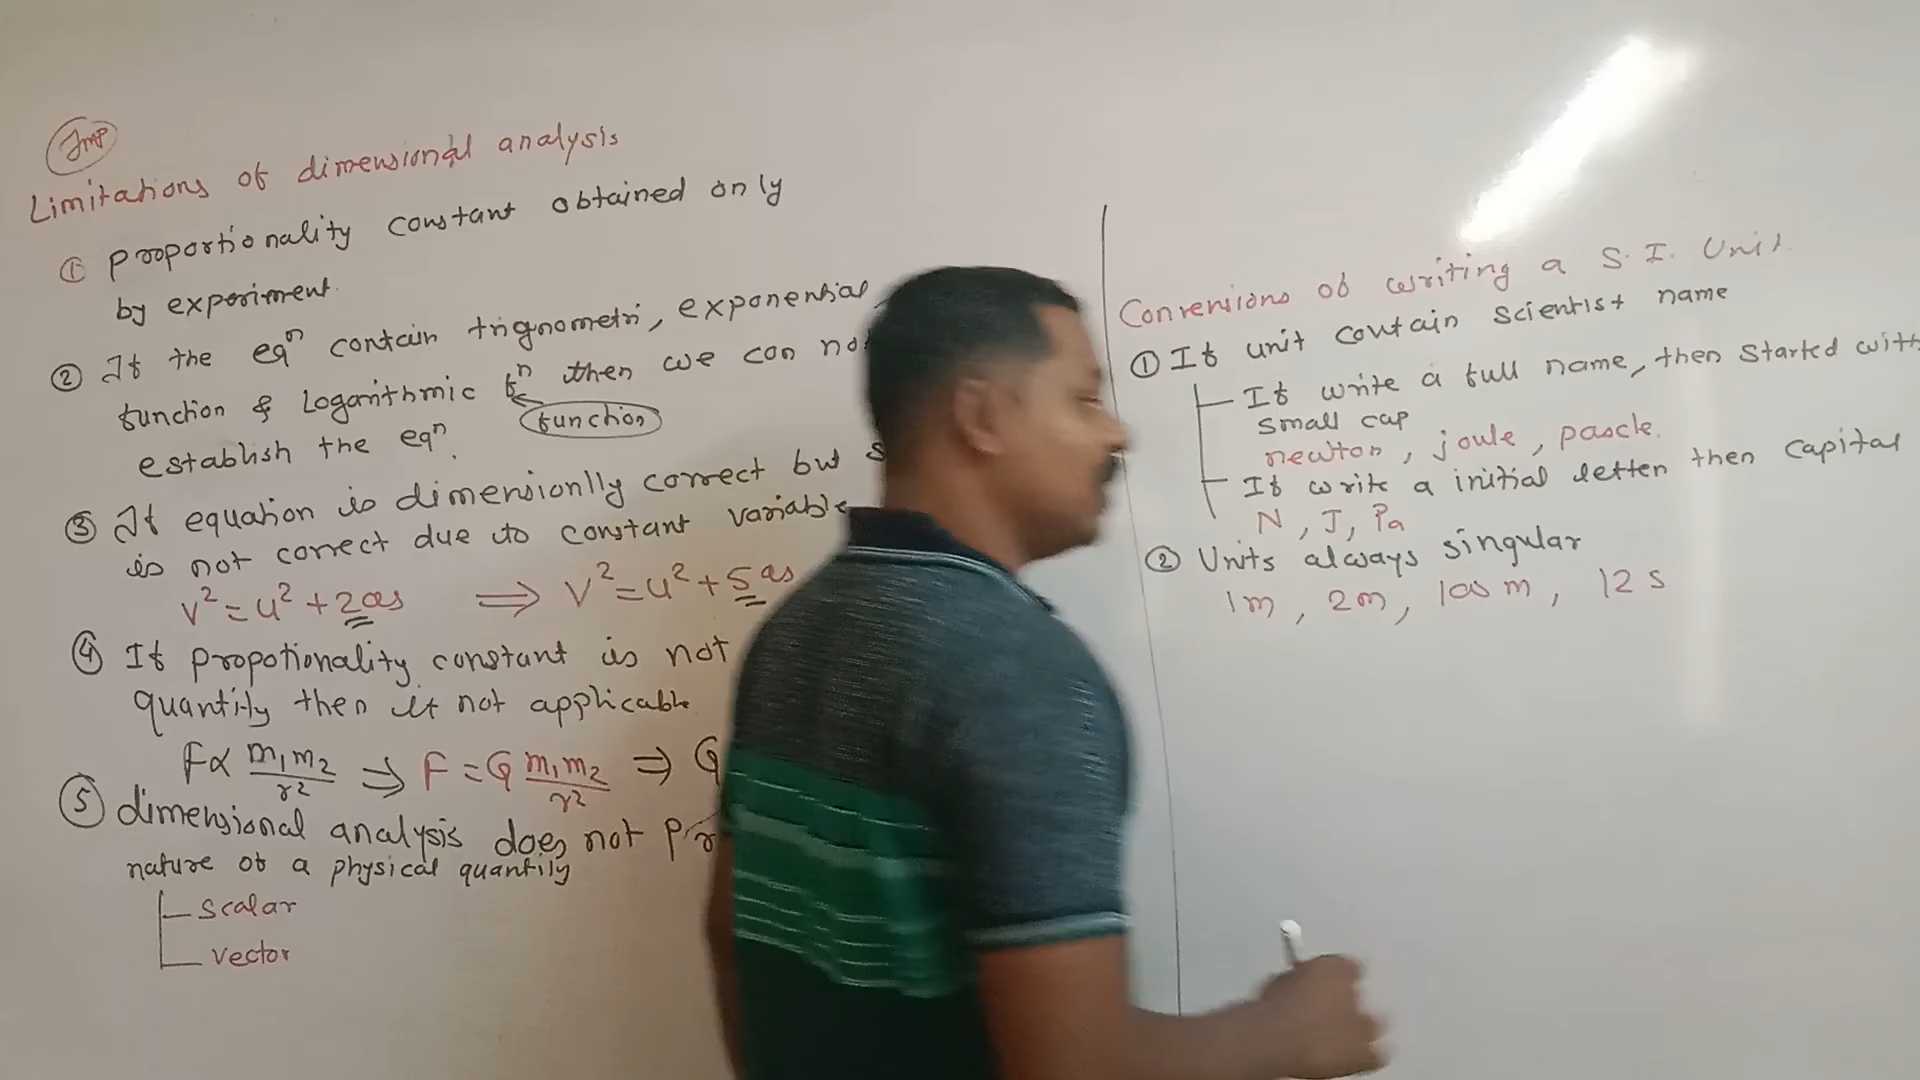 Imp
Limitations of dimensional analysis
① proportionality constant obtained only
by experiment.
② If the eqⁿ contain trignometri, exponential
function & Logarithmic fⁿ then we can not
function
establish the eqⁿ.
③ If equation is dimensionlly correct but
is not correct due to constant variable
V² = u² + 2as ⇒ V² = u² + 5as
④ If propotionality constant is not
quantity then it not applicable.
F ∝ m₁m₂/r² ⇒ F = G m₁m₂/r² ⇒ G
⑤ dimensional analysis does not
nature of a physical quantity
scalar
vector
Convensions of writing a S.I. Unit.
① If unit contain scientist name
If write a full name, then started with
small cap
newton, joule, pascle.
If write a initial letter then capital
N, J, Pa
② Units always singular
1m, 2m, 100m, 12s